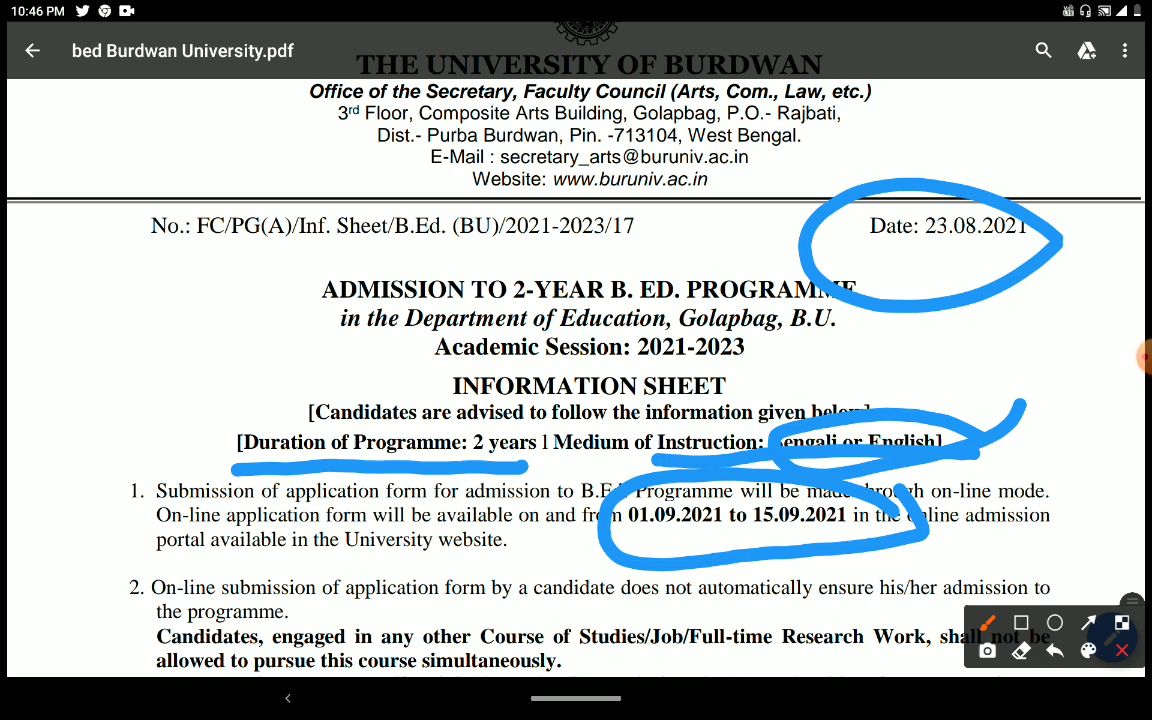 10:46 PM
bed Burdwan University.pdf
THE UNIVERSITY OF BURDWAN
Office of the Secretary, Faculty Council (Arts, Com., Law, etc.)
3rd Floor, Composite Arts Building, Golapbag, P.O.- Rajbati,
Dist.- Purba Burdwan, Pin. -713104, West Bengal.
E-Mail : secretary_arts@buruniv.ac.in
Website: www.buruniv.ac.in
No.: FC/PG(A)/Inf. Sheet/B.Ed. (BU)/2021-2023/17 Date: 23.08.2021
ADMISSION TO 2-YEAR B. ED. PROGRAMME
in the Department of Education, Golapbag, B.U.
Academic Session: 2021-2023
INFORMATION SHEET
[Candidates are advised to follow the information given below]
[Duration of Programme: 2 years l Medium of Instruction: Bengali or English]
1. Submission of application form for admission to B.Ed. Programme will be made through on-line mode.
On-line application form will be available on and from 01.09.2021 to 15.09.2021 in the online admission
portal available in the University website.
2. On-line submission of application form by a candidate does not automatically ensure his/her admission to
the programme.
Candidates, engaged in any other Course of Studies/Job/Full-time Research Work, shall not be
allowed to pursue this course simultaneously.